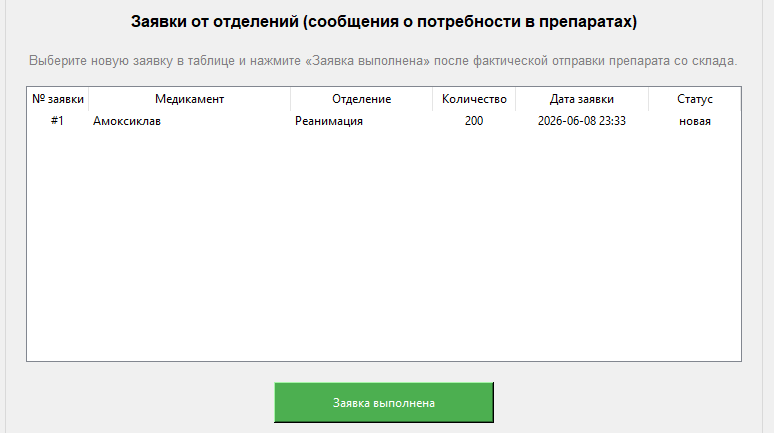 Заявки от отделений (сообщения о потребности в препаратах)
Выберите новую заявку в таблице и нажмите «Заявка выполнена» после фактической отправки препарата со склада.
№ заявки Медикамент Отделение Количество Дата заявки Статус
#1 Амоксиклав Реанимация 200 2026-06-08 23:33 новая
Заявка выполнена